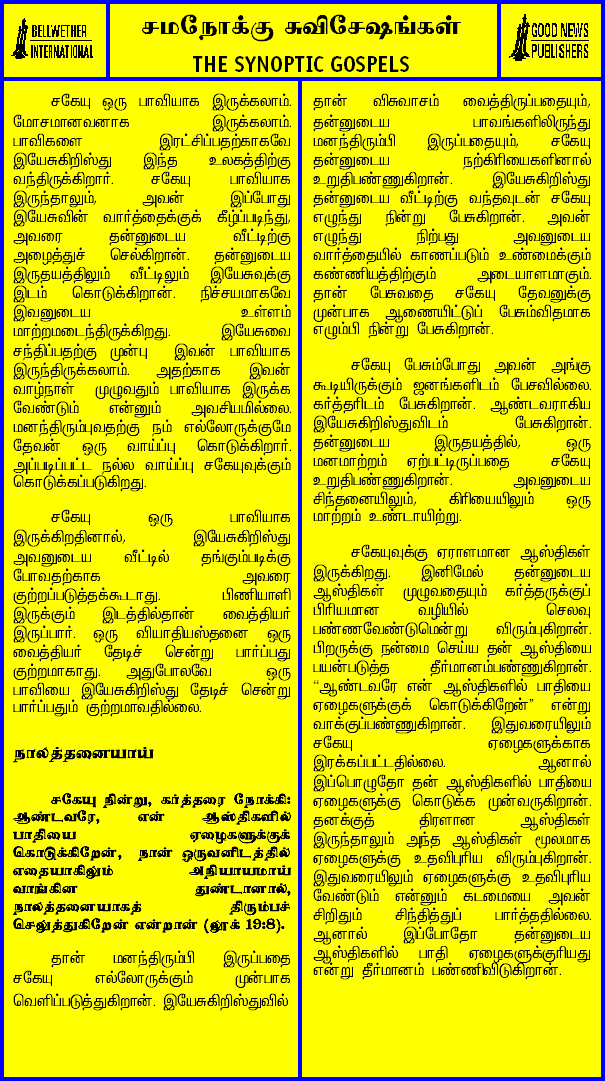 BELLWETHER
INTERNATIONAL
சமநோக்கு சுவிசேஷங்கள்
THE SYNOPTIC GOSPELS
GOOD NEWS
PUBLISHERS
சகேயு ஒரு பாவியாக இருக்கலாம்.
மோசமானவனாக இருக்கலாம்.
பாவிகளை இரட்சிப்பதற்காகவே
இயேசுகிறிஸ்து இந்த உலகத்திற்கு
வந்திருக்கிறார். சகேயு பாவியாக
இருந்தாலும், அவன் இப்போது
இயேசுவின் வார்த்தைக்குக் கீழ்ப்படிந்து,
அவரை தன்னுடைய வீட்டிற்கு
அழைத்துச் செல்கிறான். தன்னுடைய
இருதயத்திலும் வீட்டிலும் இயேசுவுக்கு
இடம் கொடுக்கிறான். நிச்சயமாகவே
இவனுடைய உள்ளம்
மாற்றமடைந்திருக்கிறது. இயேசுவை
சந்திப்பதற்கு முன்பு இவன் பாவியாக
இருந்திருக்கலாம். அதற்காக இவன்
வாழ்நாள் முழுவதும் பாவியாக இருக்க
வேண்டும் என்னும் அவசியமில்லை.
மனந்திரும்புவதற்கு நம் எல்லோருக்குமே
தேவன் ஒரு வாய்ப்பு கொடுக்கிறார்.
அப்படிப்பட்ட நல்ல வாய்ப்பு சகேயுவுக்கும்
கொடுக்கப்படுகிறது.
சகேயு ஒரு பாவியாக
இருக்கிறதினால், இயேசுகிறிஸ்து
அவனுடைய வீட்டில் தங்கும்படிக்கு
போவதற்காக அவரை
குற்றப்படுத்தக்கூடாது. பிணியாளி
இருக்கும் இடத்தில்தான் வைத்தியர்
இருப்பார். ஒரு வியாதியஸ்தனை ஒரு
வைத்தியர் தேடிச் சென்று பார்ப்பது
குற்றமாகாது. அதுபோலவே ஒரு
பாவியை இயேசுகிறிஸ்து தேடிச் சென்று
பார்ப்பதும் குற்றமாவதில்லை.
நாலத்தனையாய்
சகேயு நின்று, கர்த்தரை நோக்கி:
ஆண்டவரே, என் ஆஸ்திகளில்
பாதியை ஏழைகளுக்குக்
கொடுக்கிறேன், நான் ஒருவனிடத்தில்
எதையாகிலும் அநியாயமாய்
வாங்கின துண்டானால்,
நாலத்தனையாகத் திரும்பச்
செலுத்துகிறேன் என்றான் (லூக் 19:8).
தான் மனந்திரும்பி இருப்பதை
சகேயு எல்லோருக்கும் முன்பாக
வெளிப்படுத்துகிறான். இயேசுகிறிஸ்துவில்
தான் விசுவாசம் வைத்திருப்பதையும்,
தன்னுடைய பாவங்களிலிருந்து
மனந்திரும்பி இருப்பதையும், சகேயு
தன்னுடைய நற்கிரியைகளினால்
உறுதிபண்ணுகிறான். இயேசுகிறிஸ்து
தன்னுடைய வீட்டிற்கு வந்தவுடன் சகேயு
எழுந்து நின்று பேசுகிறான். அவன்
எழுந்து நிற்பது அவனுடைய
வார்த்தையில் காணப்படும் உண்மைக்கும்
கண்ணியத்திற்கும் அடையாளமாகும்.
தான் பேசுவதை சகேயு தேவனுக்கு
முன்பாக ஆணையிட்டுப் பேசும்விதமாக
எழும்பி நின்று பேசுகிறான்.
சகேயு பேசும்போது அவன் அங்கு
கூடியிருக்கும் ஜனங்களிடம் பேசவில்லை.
கர்த்தரிடம் பேசுகிறான். ஆண்டவராகிய
இயேசுகிறிஸ்துவிடம் பேசுகிறான்.
தன்னுடைய இருதயத்தில், ஒரு
மனமாற்றம் ஏற்பட்டிருப்பதை சகேயு
உறுதிபண்ணுகிறான். அவனுடைய
சிந்தனையிலும், கிரியையிலும் ஒரு
மாற்றம் உண்டாயிற்று.
சகேயுவுக்கு ஏராளமான ஆஸ்திகள்
இருக்கிறது. இனிமேல் தன்னுடைய
ஆஸ்திகள் முழுவதையும் கர்த்தருக்குப்
பிரியமான வழியில் செலவு
பண்ணவேண்டுமென்று விரும்புகிறான்.
பிறருக்கு நன்மை செய்ய தன் ஆஸ்தியை
பயன்படுத்த தீர்மானம்பண்ணுகிறான்.
“ஆண்டவரே என் ஆஸ்திகளில் பாதியை
ஏழைகளுக்குக் கொடுக்கிறேன்” என்று
வாக்குப்பண்ணுகிறான். இதுவரையிலும்
சகேயு ஏழைகளுக்காக
இரக்கப்பட்டதில்லை. ஆனால்
இப்பொழுதோ தன் ஆஸ்திகளில் பாதியை
ஏழைகளுக்கு கொடுக்க முன்வருகிறான்.
தனக்குத் திரளான ஆஸ்திகள்
இருந்தாலும் அந்த ஆஸ்திகள் மூலமாக
ஏழைகளுக்கு உதவிபுரிய விரும்புகிறான்.
இதுவரையிலும் ஏழைகளுக்கு உதவிபுரிய
வேண்டும் என்னும் கடமையை அவன்
சிறிதும் சிந்தித்துப் பார்த்ததில்லை.
ஆனால் இப்போதோ தன்னுடைய
ஆஸ்திகளில் பாதி ஏழைகளுக்குரியது
என்று தீர்மானம் பண்ணிவிடுகிறான்.